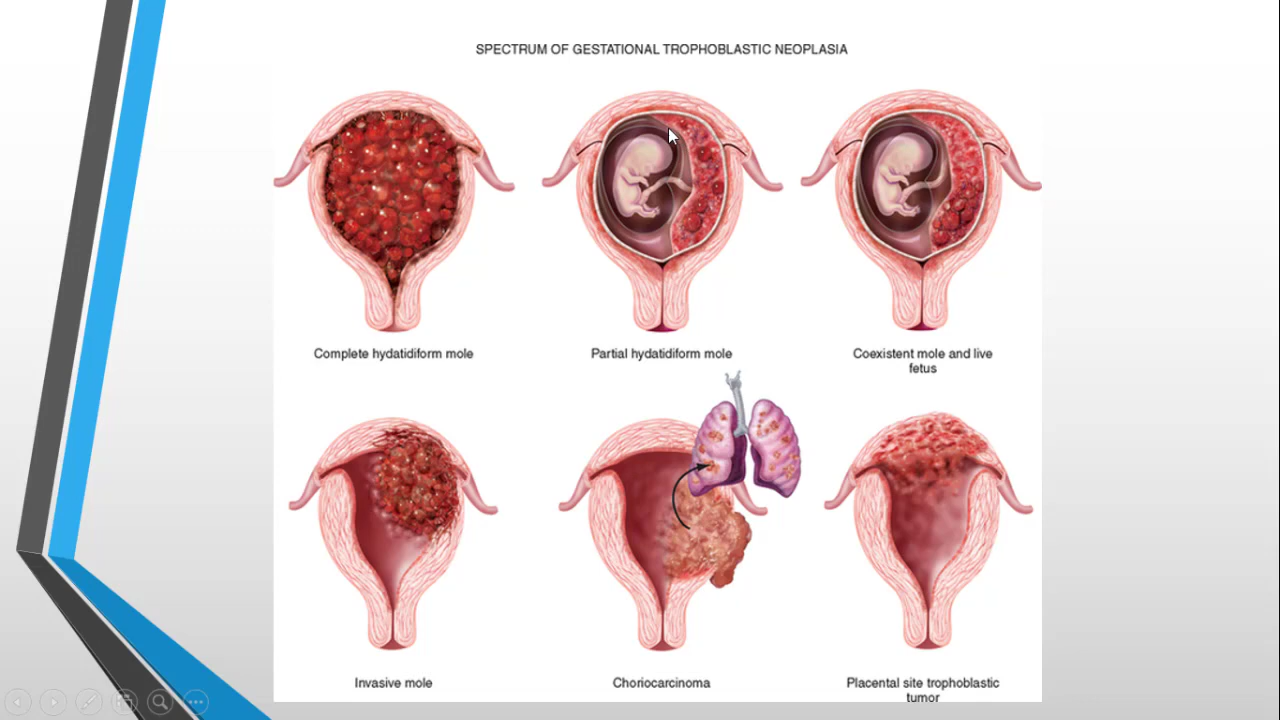 SPECTRUM OF GESTATIONAL TROPHOBLASTIC NEOPLASIA
Complete hydatidiform mole
Partial hydatidiform mole
Coexistent mole and live
fetus
Invasive mole
Choriocarcinoma
Placental site trophoblastic
tumor